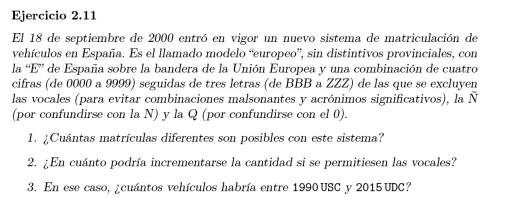 Ejercicio 2.11
El 18 de septiembre de 2000 entró en vigor un nuevo sistema de matriculación de
vehículos en España. Es el llamado modelo “europeo”, sin distintivos provinciales, con
la “E” de España sobre la bandera de la Unión Europea y una combinación de cuatro
cifras (de 0000 a 9999) seguidas de tres letras (de BBB a ZZZ) de las que se excluyen
las vocales (para evitar combinaciones malsonantes y acrónimos significativos), la Ñ
(por confundirse con la N) y la Q (por confundirse con el 0).
1. ¿Cuántas matrículas diferentes son posibles con este sistema?
2. ¿En cuánto podría incrementarse la cantidad si se permitiesen las vocales?
3. En ese caso, ¿cuántos vehículos habría entre 1990 USC y 2015 UDC?